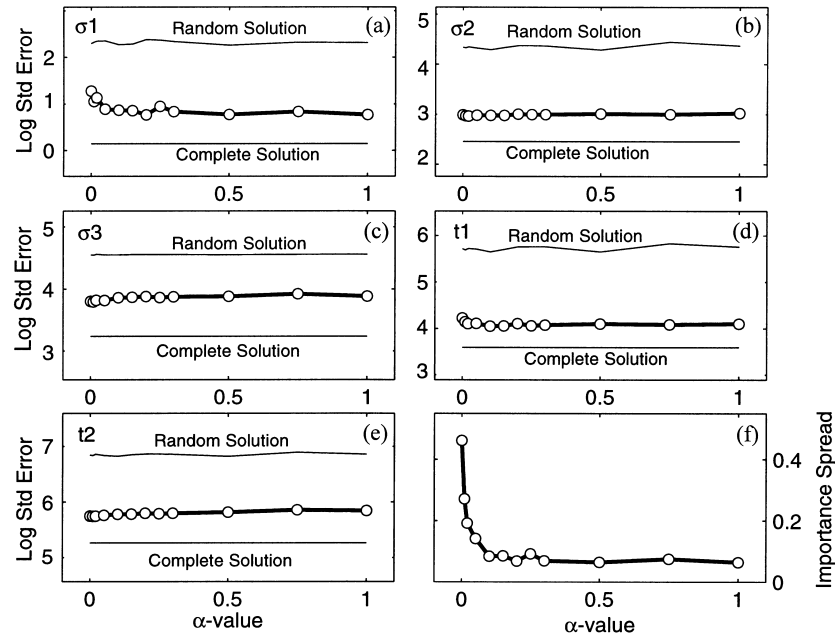 σ1 Random Solution (a)
Log Std Error
2
1
0
Complete Solution
0 0.5 1
σ2 Random Solution (b)
5
4
3
2
Complete Solution
0 0.5 1
σ3 Random Solution (c)
Log Std Error
5
4
3
Complete Solution
0 0.5 1
t1 Random Solution (d)
6
5
4
3
Complete Solution
0 0.5 1
t2 Random Solution (e)
Log Std Error
7
6
5
Complete Solution
0 0.5 1
α-value
(f)
0.4
0.2
0
Importance Spread
0 0.5 1
α-value